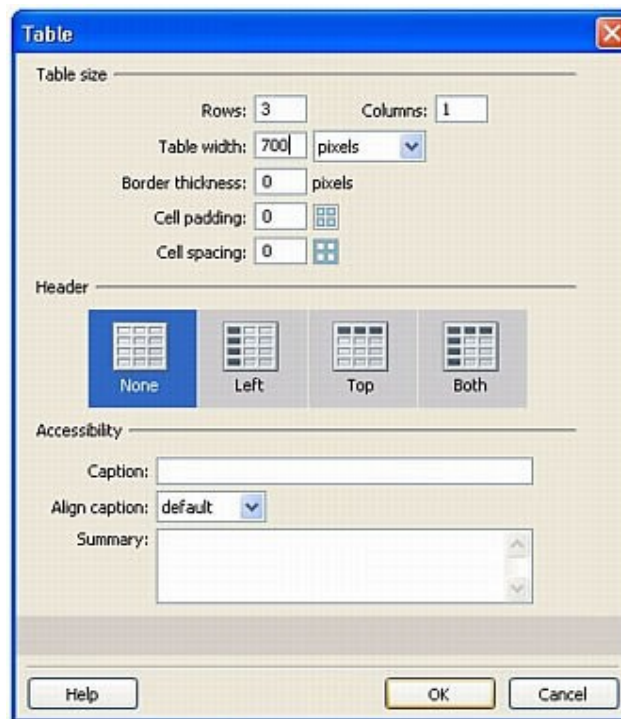 Table
Table size
Rows: 3 Columns: 1
Table width: 700 pixels
Border thickness: 0 pixels
Cell padding: 0
Cell spacing: 0
Header
None Left Top Both
Accessibility
Caption:
Align caption: default
Summary:
Help OK Cancel